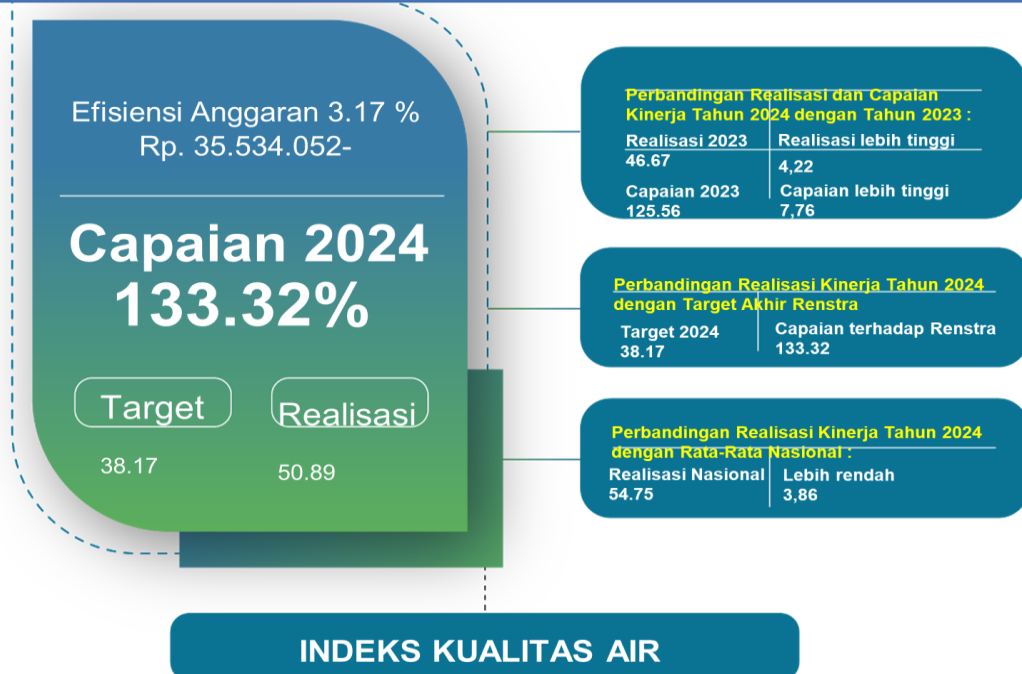 Efisiensi Anggaran 3.17 %
Rp. 35.534.052-
Capaian 2024
133.32%
Target
Realisasi
38.17
50.89
Perbandingan Realisasi dan Capaian
Kinerja Tahun 2024 dengan Tahun 2023 :
Realisasi 2023
46.67
Realisasi lebih tinggi
4,22
Capaian 2023
125.56
Capaian lebih tinggi
7,76
Perbandingan Realisasi Kinerja Tahun 2024
dengan Target Akhir Renstra
Target 2024
38.17
Capaian terhadap Renstra
133.32
Perbandingan Realisasi Kinerja Tahun 2024
dengan Rata-Rata Nasional :
Realisasi Nasional
54.75
Lebih rendah
3,86
INDEKS KUALITAS AIR